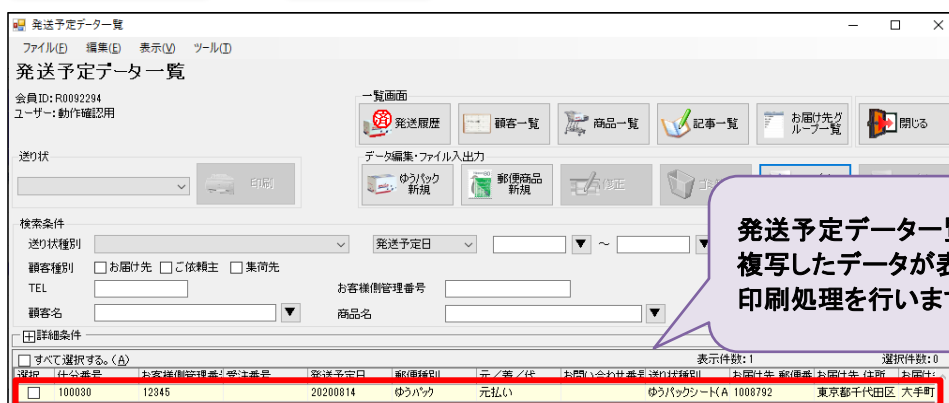 発送予定データ一覧
ファイル(F) 編集(E) 表示(V) ツール(T)
発送予定データ一覧
会員ID:R0092294
ユーザー:動作確認用
一覧画面
発送履歴 顧客一覧 商品一覧 記事一覧 お届け先グループ一覧 閉じる
送り状
印刷
データ編集・ファイル入出力
ゆうパック新規 郵便商品新規 修正
検索条件
送り状種別 発送予定日 ～
顧客種別 お届け先 ご依頼主 集荷先
TEL お客様側管理番号
顧客名 商品名
詳細条件
発送予定データ一
複写したデータが
印刷処理を行いま
すべて選択する。(A) 表示件数:1 選択件数:0
選択 仕分番号 お客様側管理番 受注番号 発送予定日 郵便種別 元/着/代 お問い合わせ番号 送り状種別 お届け先 郵便番 お届け先 住所 お届け
100030 12345 20200814 ゆうパック 元払い ゆうパックシート(A 1008792 東京都千代田区 大手町